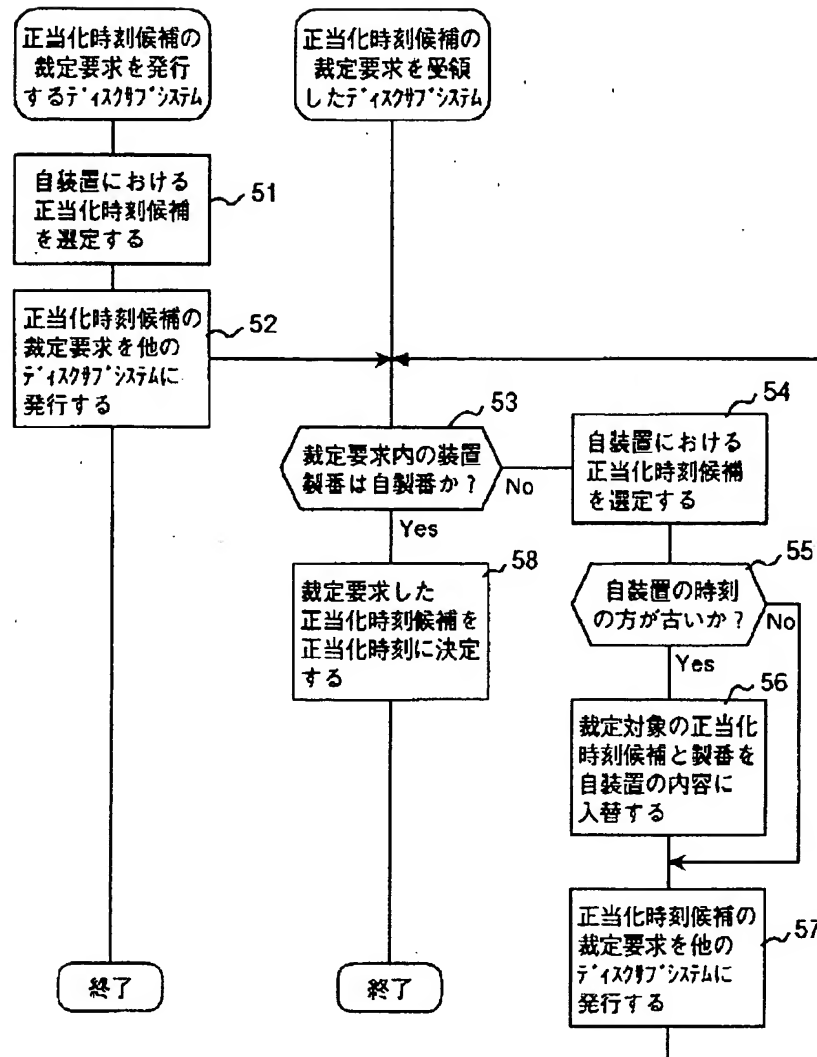 正当化時刻候補の
裁定要求を発行
するディスクサブシステム
正当化時刻候補の
裁定要求を受領
したディスクサブシステム
自装置における
正当化時刻候補
を選定する
51
正当化時刻候補の
裁定要求を他の
ディスクサブシステムに
発行する
52
裁定要求内の装置
製番は自製番か?
53
No
Yes
自装置における
正当化時刻候補
を選定する
54
自装置の時刻
の方が古いか?
55
No
Yes
裁定要求した
正当化時刻候補を
正当化時刻に決定
する
58
裁定対象の正当化
時刻候補と製番を
自装置の内容に
入替する
56
正当化時刻候補の
裁定要求を他の
ディスクサブシステムに
発行する
57
終了
終了